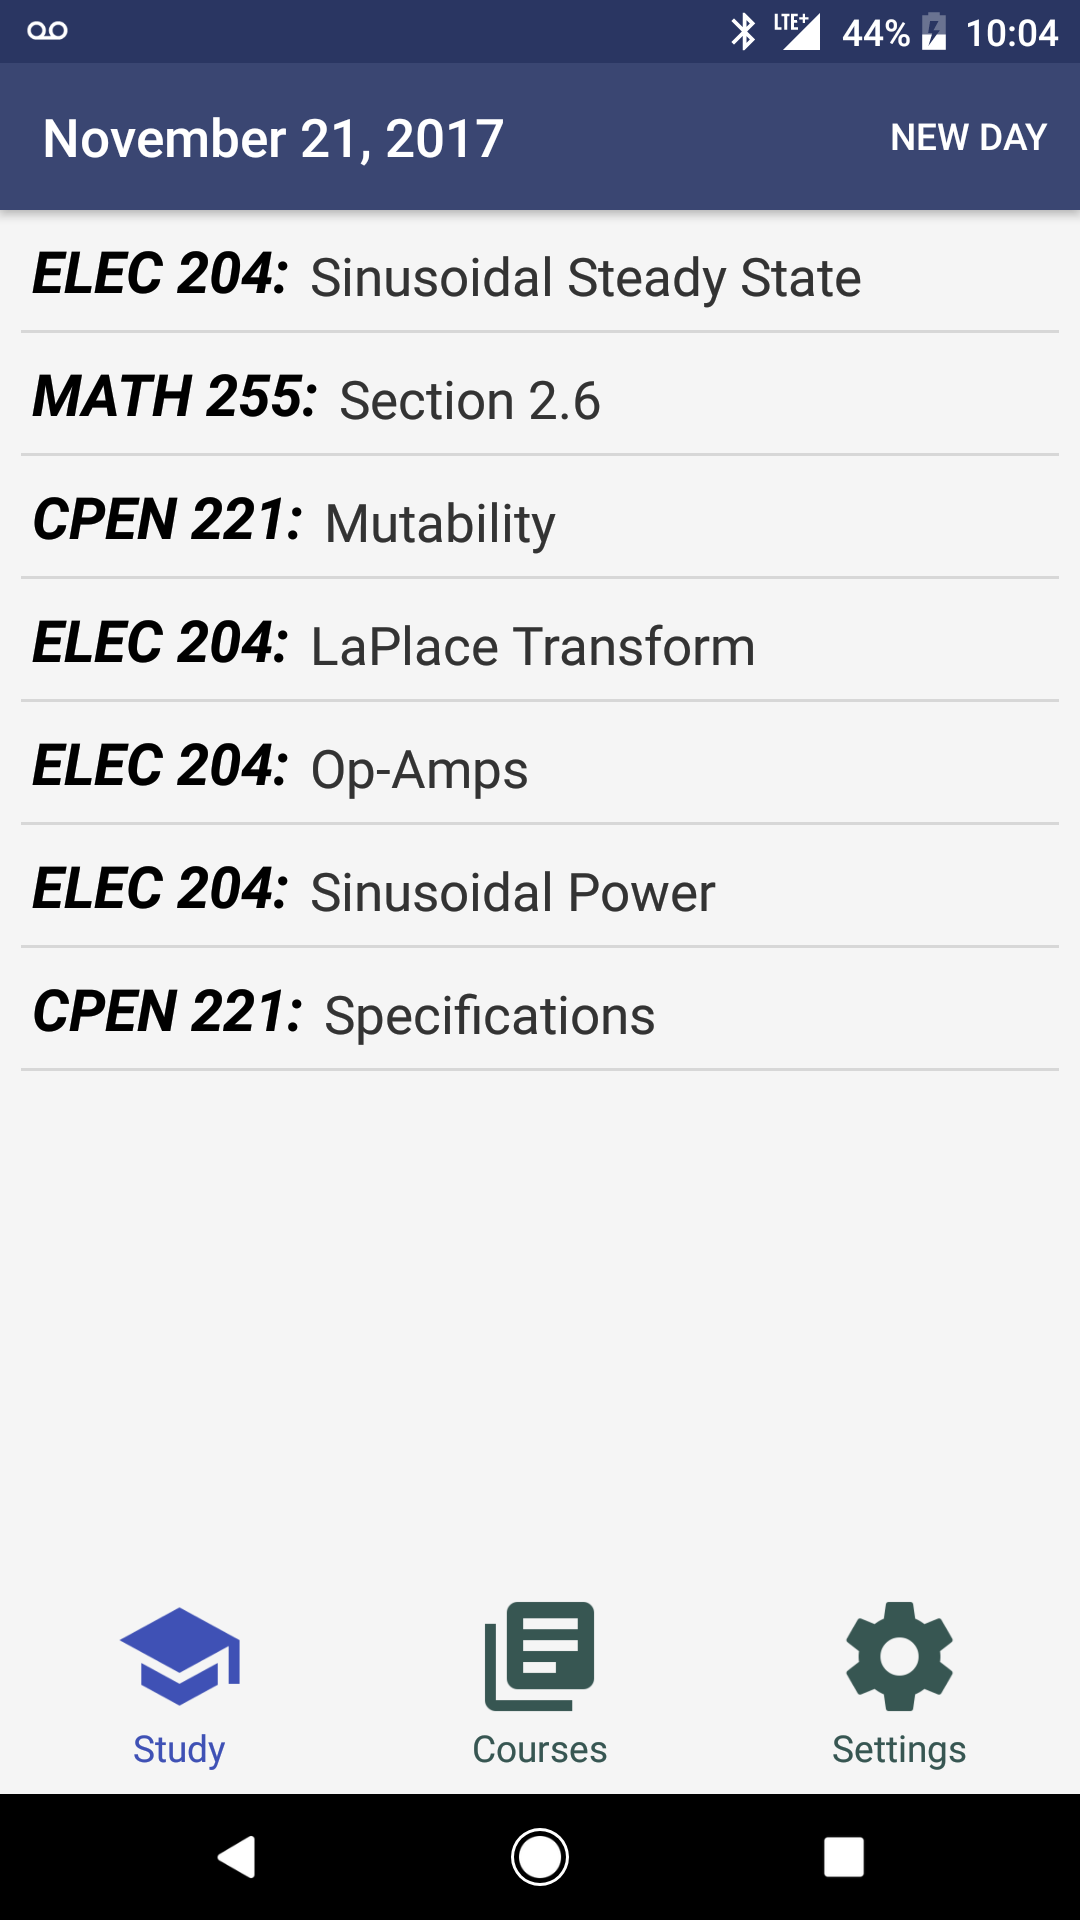 LTE+ 44% 10:04
November 21, 2017 NEW DAY
ELEC 204: Sinusoidal Steady State
MATH 255: Section 2.6
CPEN 221: Mutability
ELEC 204: LaPlace Transform
ELEC 204: Op-Amps
ELEC 204: Sinusoidal Power
CPEN 221: Specifications
Study Courses Settings